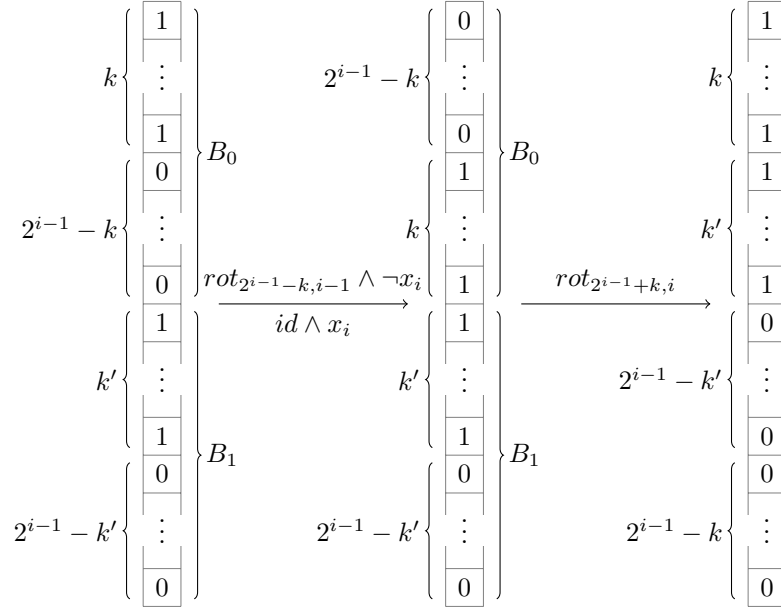 1 0 1
k ⋮ 2^{i-1} − k ⋮ k ⋮
1 0 1
B_0 B_0
0 1 1
2^{i-1} − k ⋮ k ⋮ k′ ⋮
rot_{2^{i-1}−k,i−1} ∧ ¬x_i rot_{2^{i-1}+k,i}
0 1 1
1 1 0
id ∧ x_i
k′ ⋮ k′ ⋮ 2^{i-1} − k′ ⋮
1 1 0
B_1 B_1
0 0 0
2^{i-1} − k′ ⋮ 2^{i-1} − k′ ⋮ 2^{i-1} − k ⋮
0 0 0